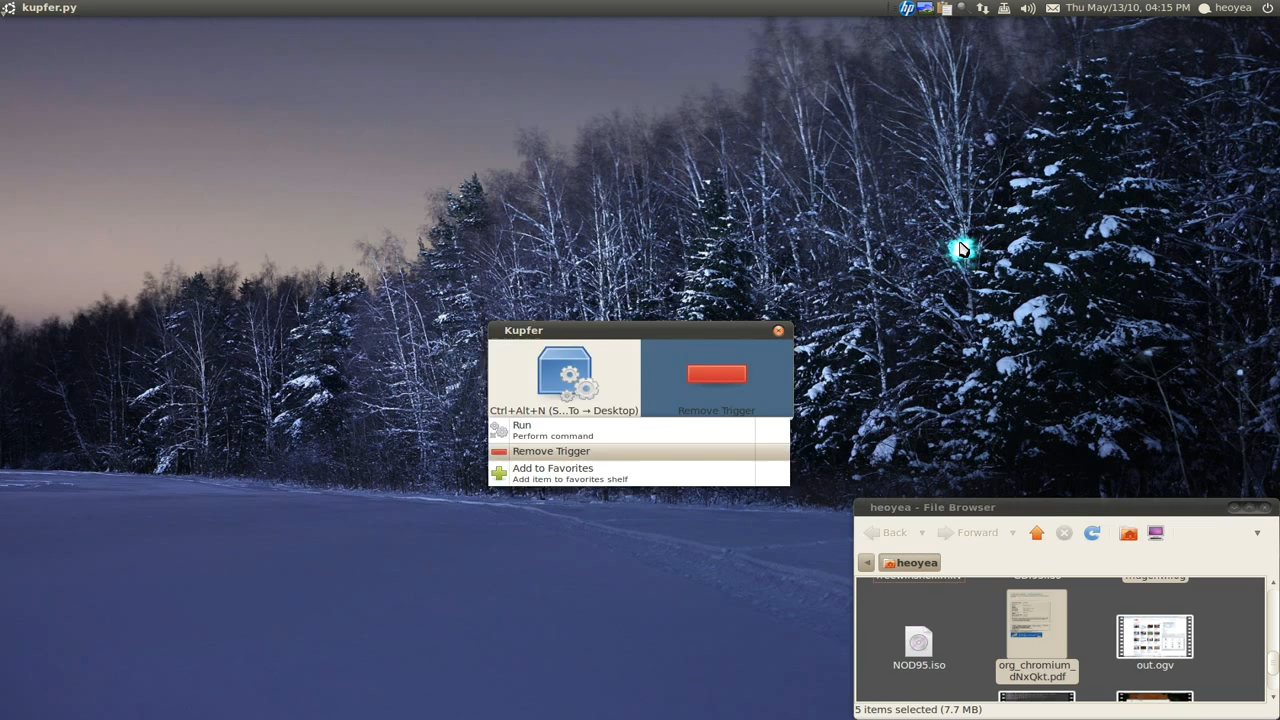 kupfer.py
hp
Thu May/13/10, 04:15 PM
heoyea
Kupfer
Ctrl+Alt+N (S...To → Desktop)
Remove Trigger
Run
Perform command
Remove Trigger
Add to Favorites
Add item to favorites shelf
heoyea - File Browser
Back
Forward
heoyea
NOD95.iso
org_chromium_
dNxQkt.pdf
out.ogv
5 items selected (7.7 MB)